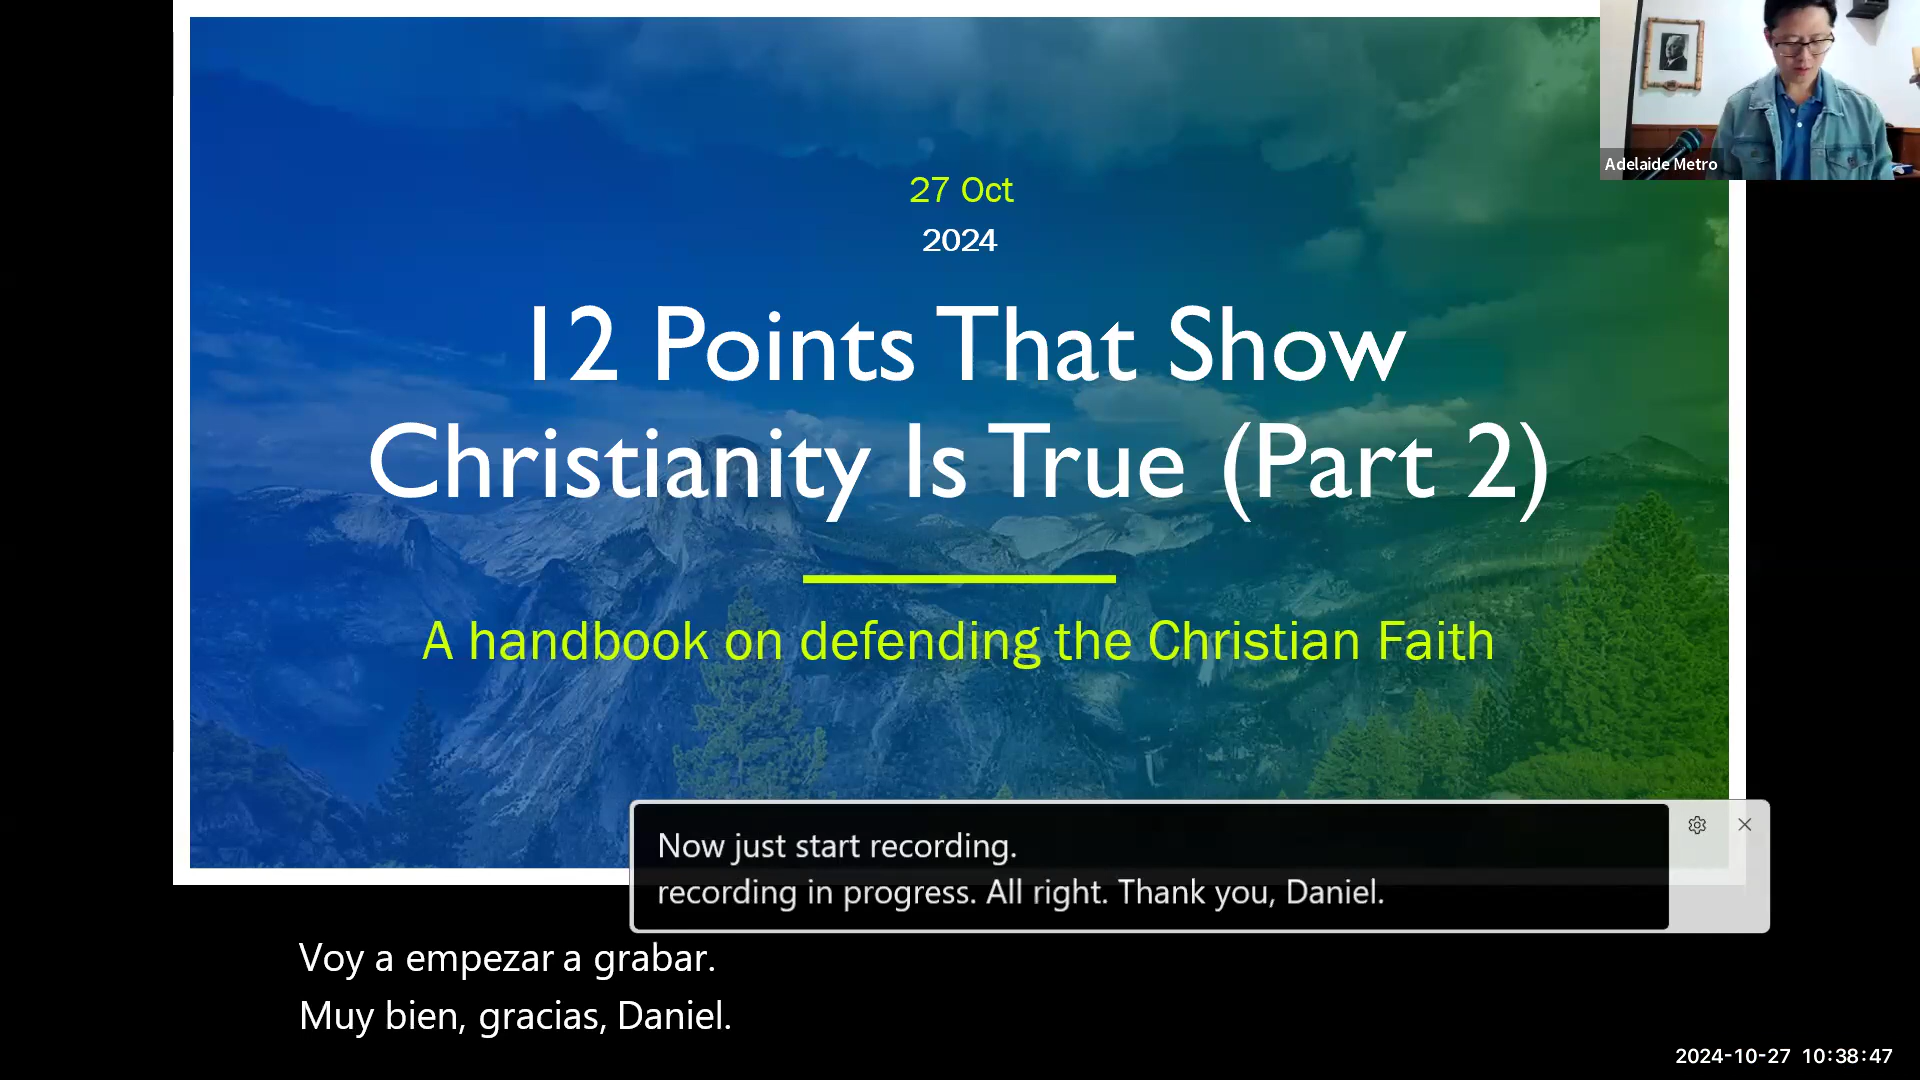 27 Oct
2024
12 Points That Show
Christianity Is True (Part 2)
A handbook on defending the Christian Faith
Adelaide Metro
Now just start recording.
recording in progress. All right. Thank you, Daniel.
Voy a empezar a grabar.
Muy bien, gracias, Daniel.
2024-10-27 10:38:47